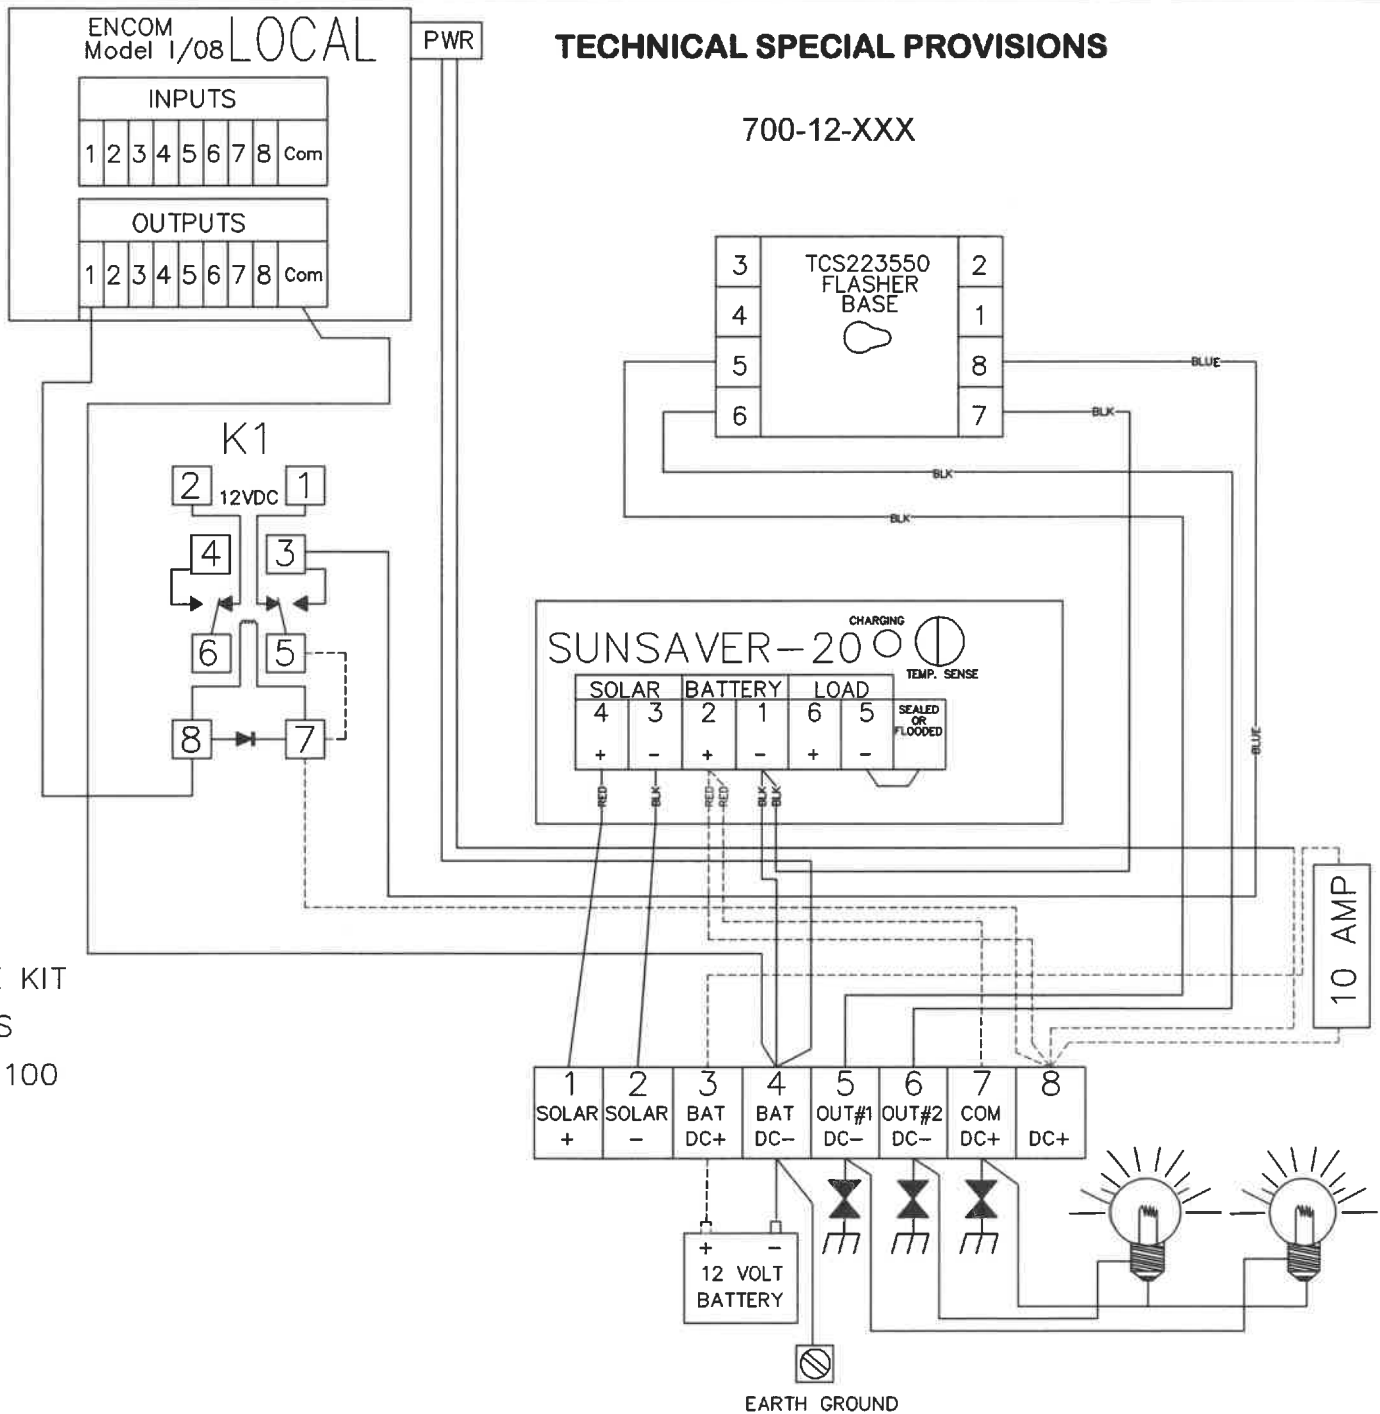 ENCOM
Model I/08 LOCAL
PWR
TECHNICAL SPECIAL PROVISIONS
700-12-XXX
INPUTS
1 2 3 4 5 6 7 8 Com
OUTPUTS
1 2 3 4 5 6 7 8 Com
3 TCS223550 2
FLASHER
BASE
4 1
5 8
6 7
BLUE
BLK
BLK
BLK
K1
2 12VDC 1
4 3
6 5
8 7
SUNSAVER-20
CHARGING
TEMP. SENSE
SOLAR BATTERY LOAD
4 3 2 1 6 5
+ - + - + -
SEALED
OR
FLOODED
RED BLK RED RED BLK BLK
BLUE
10 AMP
KIT
S
100
1 2 3 4 5 6 7 8
SOLAR SOLAR BAT BAT OUT#1 OUT#2 COM
+ - DC+ DC- DC- DC- DC+ DC+
+ -
12 VOLT
BATTERY
EARTH GROUND